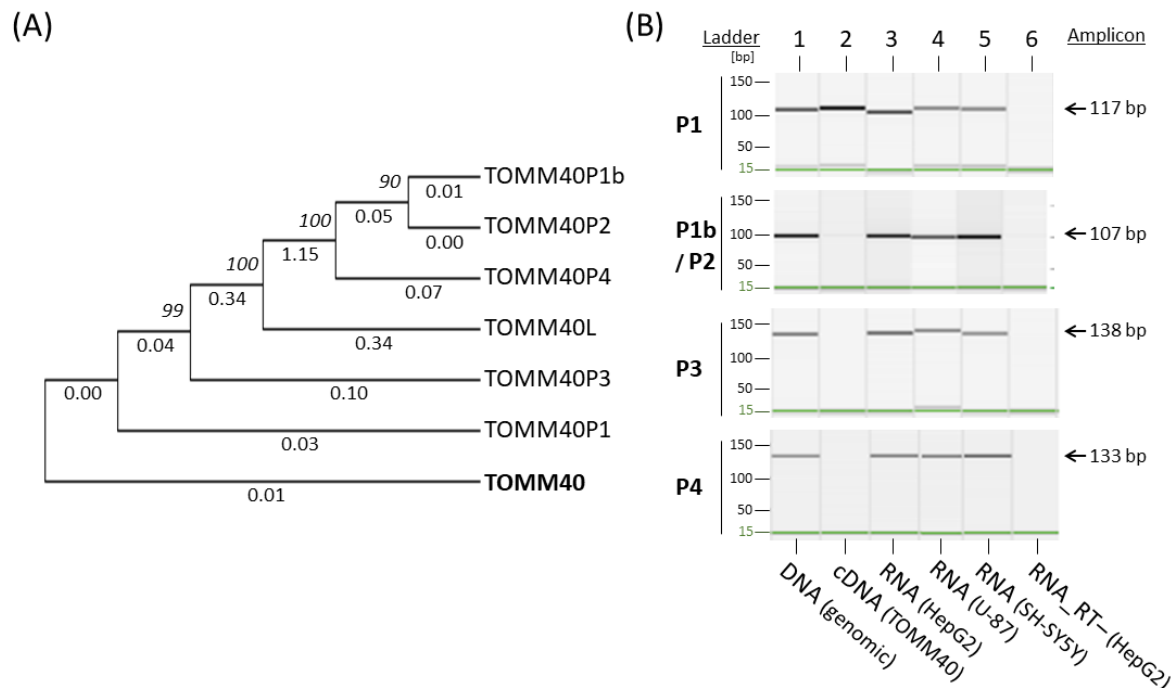 (A)
TOMM40P1b
TOMM40P2
TOMM40P4
TOMM40L
TOMM40P3
TOMM40P1
TOMM40
90
0.01
0.05
0.00
100
1.15
0.07
100
0.34
0.34
99
0.04
0.10
0.00
0.03
0.01
(B)
Ladder 1 2 3 4 5 6 Amplicon
[bp]
P1
150
100
50
15
117 bp
P1b
/ P2
150
100
50
15
107 bp
P3
150
100
50
15
138 bp
P4
150
100
50
15
133 bp
DNA (genomic)
cDNA (TOMM40)
RNA (HepG2)
RNA (U-87)
RNA (SH-SY5Y)
RNA_RT– (HepG2)